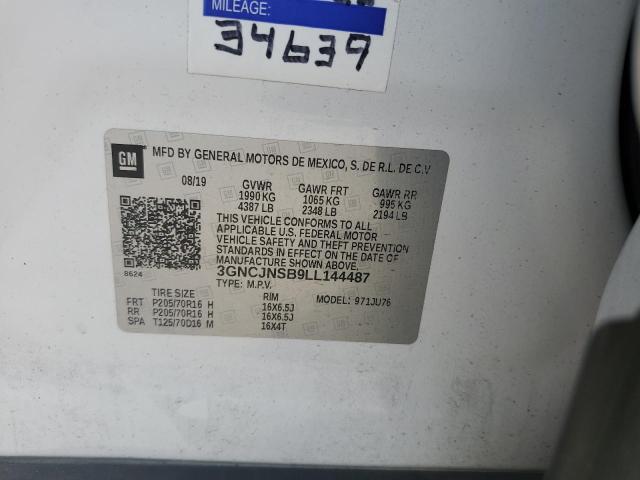 MILEAGE:
34639
GM
MFD BY GENERAL MOTORS DE MEXICO, S. DE R.L. DE C.V
08/19 GVWR GAWR FRT GAWR RR
1990 KG 1065 KG 995 KG
4387 LB 2348 LB 2194 LB
THIS VEHICLE CONFORMS TO ALL
APPLICABLE U.S. FEDERAL MOTOR
VEHICLE SAFETY AND THEFT PREVENTION
STANDARDS IN EFFECT ON THE DATE OF
MANUFACTURE SHOWN ABOVE.
8624
3GNCJNSB9LL144487
TYPE: M.P.V.
TIRE SIZE RIM MODEL: 971JU76
FRT P205/70R16 H 16X6.5J
RR P205/70R16 H 16X6.5J
SPA T125/70D16 M 16X4T